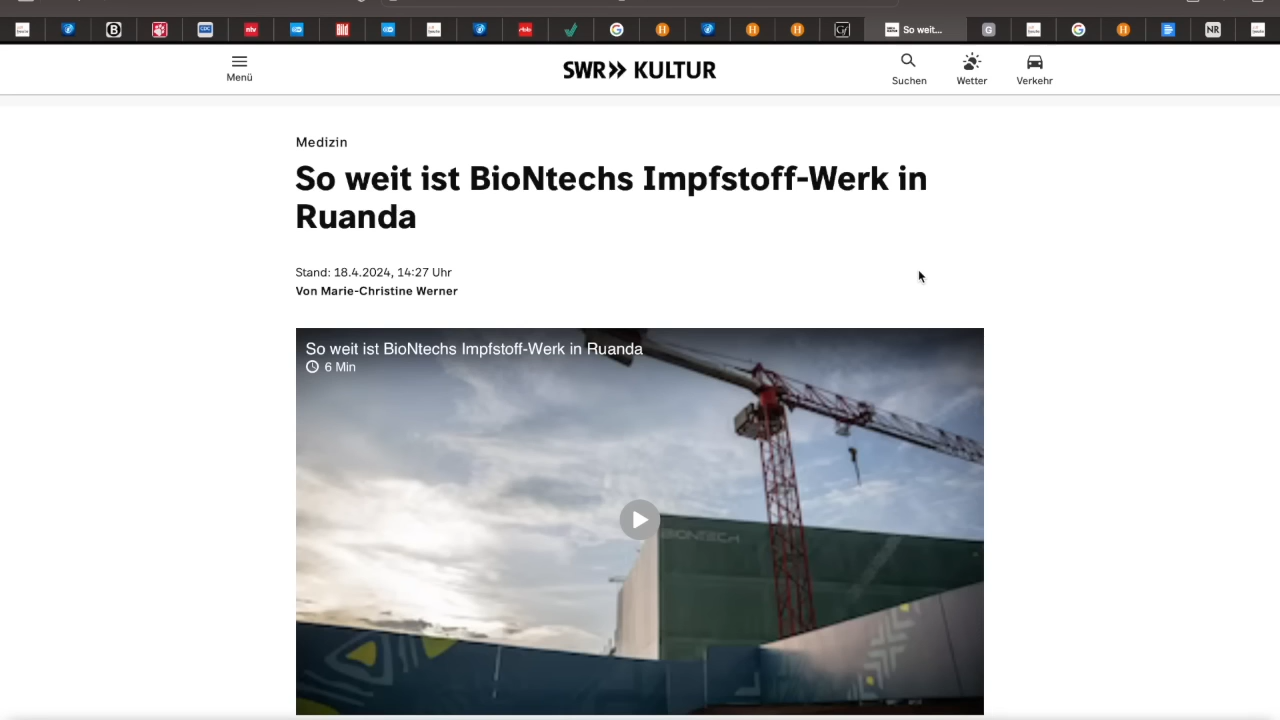 So weit...
Menü
SWR» KULTUR
Suchen
Wetter
Verkehr
Medizin
So weit ist BioNtechs Impfstoff-Werk in
Ruanda
Stand: 18.4.2024, 14:27 Uhr
Von Marie-Christine Werner
So weit ist BioNtechs Impfstoff-Werk in Ruanda
6 Min
BIONTECH